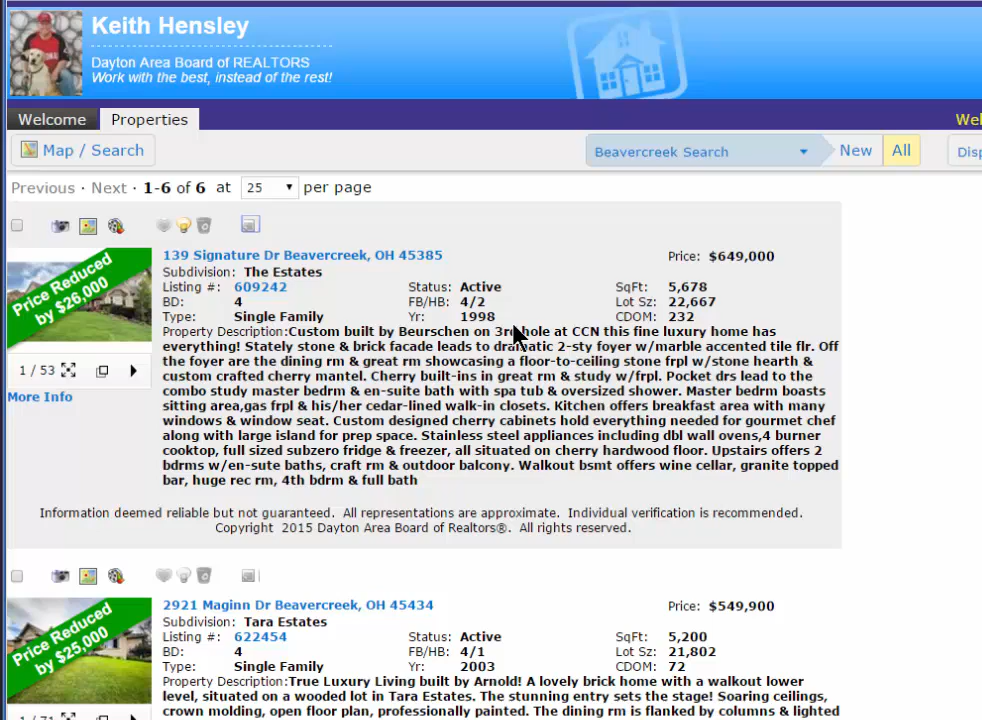 Keith Hensley
Dayton Area Board of REALTORS
Work with the best, instead of the rest!
Welcome Properties Wel
Map / Search Beavercreek Search New All Disp
Previous · Next · 1-6 of 6 at 25 per page
Price Reduced
by $26,000
139 Signature Dr Beavercreek, OH 45385 Price: $649,000
Subdivision: The Estates
Listing #: 609242 Status: Active SqFt: 5,678
BD: 4 FB/HB: 4/2 Lot Sz: 22,667
Type: Single Family Yr: 1998 CDOM: 232
Property Description:Custom built by Beurschen on 3rd hole at CCN this fine luxury home has
everything! Stately stone & brick facade leads to dramatic 2-sty foyer w/marble accented tile flr. Off
the foyer are the dining rm & great rm showcasing a floor-to-ceiling stone frpl w/stone hearth &
custom crafted cherry mantel. Cherry built-ins in great rm & study w/frpl. Pocket drs lead to the
combo study master bedrm & en-suite bath with spa tub & oversized shower. Master bedrm boasts
sitting area,gas frpl & his/her cedar-lined walk-in closets. Kitchen offers breakfast area with many
windows & window seat. Custom designed cherry cabinets hold everything needed for gourmet chef
along with large island for prep space. Stainless steel appliances including dbl wall ovens,4 burner
cooktop, full sized subzero fridge & freezer, all situated on cherry hardwood floor. Upstairs offers 2
bdrms w/en-sute baths, craft rm & outdoor balcony. Walkout bsmt offers wine cellar, granite topped
bar, huge rec rm, 4th bdrm & full bath
1 / 53
More Info
Information deemed reliable but not guaranteed. All representations are approximate. Individual verification is recommended.
Copyright 2015 Dayton Area Board of Realtors®. All rights reserved.
Price Reduced
by $25,000
2921 Maginn Dr Beavercreek, OH 45434 Price: $549,900
Subdivision: Tara Estates
Listing #: 622454 Status: Active SqFt: 5,200
BD: 4 FB/HB: 4/1 Lot Sz: 21,802
Type: Single Family Yr: 2003 CDOM: 72
Property Description:True Luxury Living built by Arnold! A lovely brick home with a walkout lower
level, situated on a wooded lot in Tara Estates. The stunning entry sets the stage! Soaring ceilings,
crown molding, open floor plan, professionally painted. The dining rm is flanked by columns & lighted
1 / 71